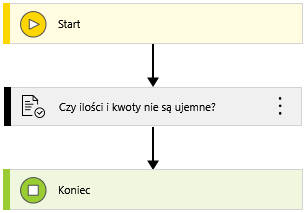 Start
Czy ilości i kwoty nie są ujemne?
Koniec